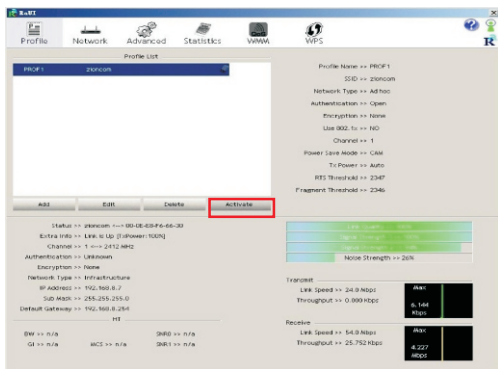 RaUI
Profile Network Advanced Statistics WMM WPS
Profile List
PROF1 zioncom
Add Edit Delete Activate
Profile Name >> PROF1
SSID >> zioncom
Network Type >> Ad hoc
Authentication >> Open
Encryption >> None
Use 802.1x >> NO
Channel >> 1
Power Save Mode >> CAM
Tx Power >> Auto
RTS Threshold >> 2347
Fragment Threshold >> 2346
Status >> zioncom <--> 00-0E-E8-F6-66-30
Extra Info >> Link is Up [TxPower:100%]
Channel >> 1 <--> 2412 MHz
Authentication >> Unknown
Encryption >> None
Network Type >> Infrastructure
IP Address >> 192.168.0.7
Sub Mask >> 255.255.255.0
Default Gateway >> 192.168.0.254
HT
BW >> n/a SNR0 >> n/a
GI >> n/a MCS >> n/a SNR1 >> n/a
Noise Strength >> 26%
Transmit
Link Speed >> 24.0 Mbps
Throughput >> 0.000 Kbps
Max
6.144
Kbps
Receive
Link Speed >> 54.0 Mbps
Throughput >> 25.752 Kbps
Max
4.227
Mbps